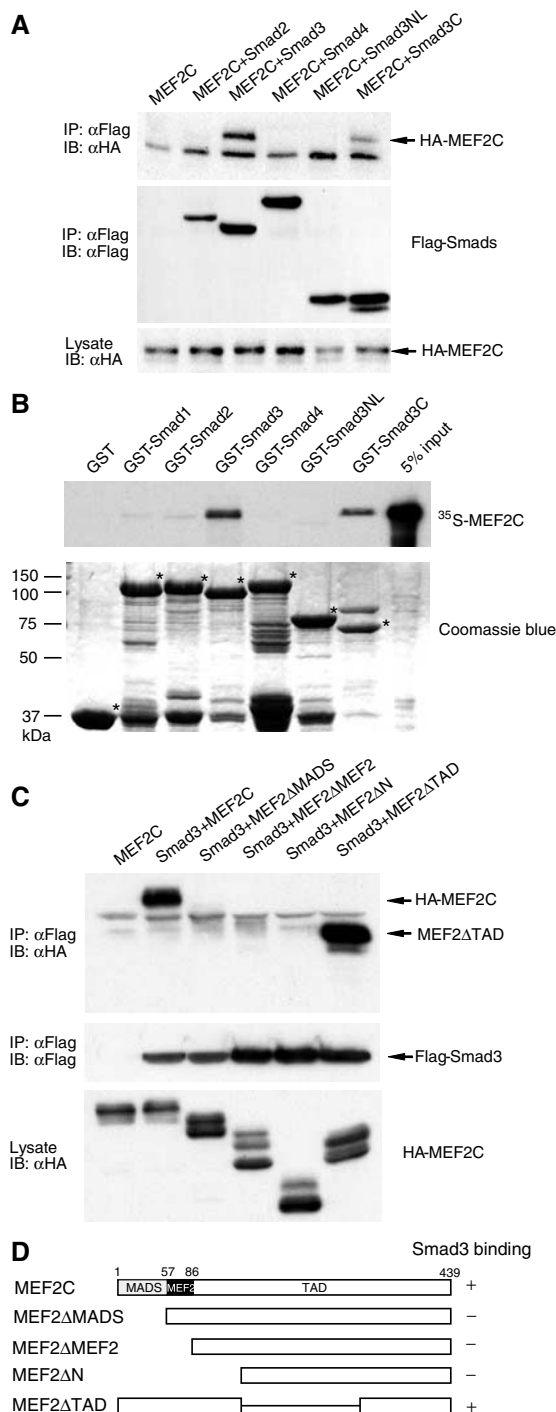 A
MEF2C
MEF2C+Smad2
MEF2C+Smad3
MEF2C+Smad4
MEF2C+Smad3NL
MEF2C+Smad3C
IP: αFlag
IB: αHA
HA-MEF2C
IP: αFlag
IB: αFlag
Flag-Smads
Lysate
IB: αHA
HA-MEF2C
B
GST
GST-Smad1
GST-Smad2
GST-Smad3
GST-Smad4
GST-Smad3NL
GST-Smad3C
5% input
35S-MEF2C
150
100
75
50
37
kDa
* * * * * * * *
Coomassie blue
C
MEF2C
Smad3+MEF2C
Smad3+MEF2ΔMADS
Smad3+MEF2ΔMEF2
Smad3+MEF2ΔN
Smad3+MEF2ΔTAD
IP: αFlag
IB: αHA
HA-MEF2C
MEF2ΔTAD
IP: αFlag
IB: αFlag
Flag-Smad3
Lysate
IB: αHA
HA-MEF2C
D
Smad3 binding
1 57 86 439
MEF2C MADS MEF2 TAD +
MEF2ΔMADS −
MEF2ΔMEF2 −
MEF2ΔN −
MEF2ΔTAD +